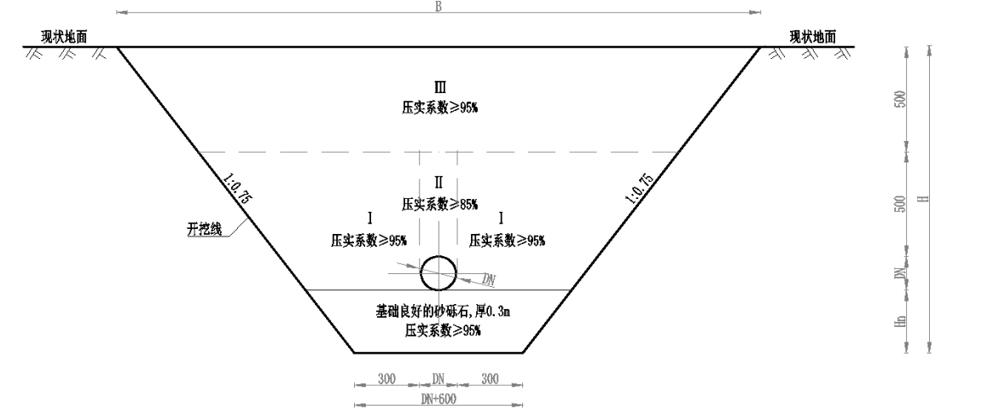 B
现状地面
现状地面
Ⅲ
压实系数≥95%
500
1:0.75
1:0.75
Ⅱ
压实系数≥85%
500
H
Ⅰ
压实系数≥95%
Ⅰ
压实系数≥95%
开挖线
DN
DN
基础良好的砂砾石,厚0.3m
压实系数≥95%
Hn
300
DN
300
DN+600